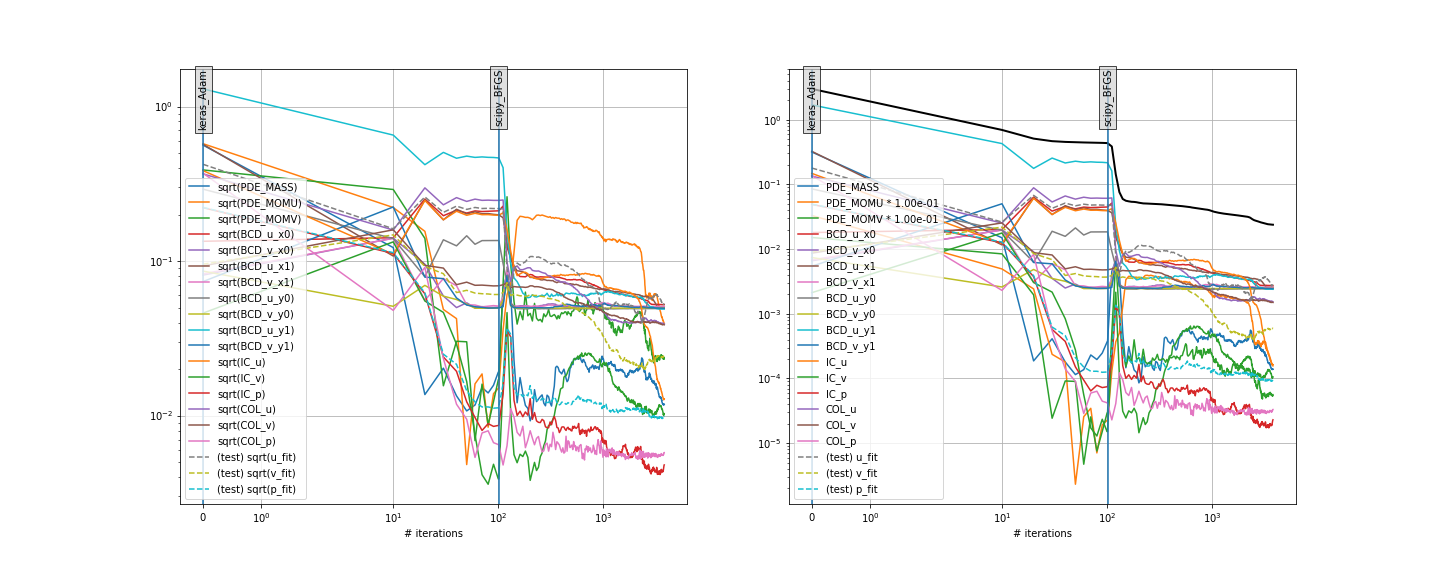 keras_Adam
scipy_BFGS
10⁰
10⁻¹
10⁻²
sqrt(PDE_MASS)
sqrt(PDE_MOMU)
sqrt(PDE_MOMV)
sqrt(BCD_u_x0)
sqrt(BCD_v_x0)
sqrt(BCD_u_x1)
sqrt(BCD_v_x1)
sqrt(BCD_u_y0)
sqrt(BCD_v_y0)
sqrt(BCD_u_y1)
sqrt(BCD_v_y1)
sqrt(IC_u)
sqrt(IC_v)
sqrt(IC_p)
sqrt(COL_u)
sqrt(COL_v)
sqrt(COL_p)
(test) sqrt(u_fit)
(test) sqrt(v_fit)
(test) sqrt(p_fit)
0 10⁰ 10¹ 10² 10³
# iterations
keras_Adam
scipy_BFGS
10⁰
10⁻¹
10⁻²
10⁻³
10⁻⁴
10⁻⁵
PDE_MASS
PDE_MOMU * 1.00e-01
PDE_MOMV * 1.00e-01
BCD_u_x0
BCD_v_x0
BCD_u_x1
BCD_v_x1
BCD_u_y0
BCD_v_y0
BCD_u_y1
BCD_v_y1
IC_u
IC_v
IC_p
COL_u
COL_v
COL_p
(test) u_fit
(test) v_fit
(test) p_fit
0 10⁰ 10¹ 10² 10³
# iterations